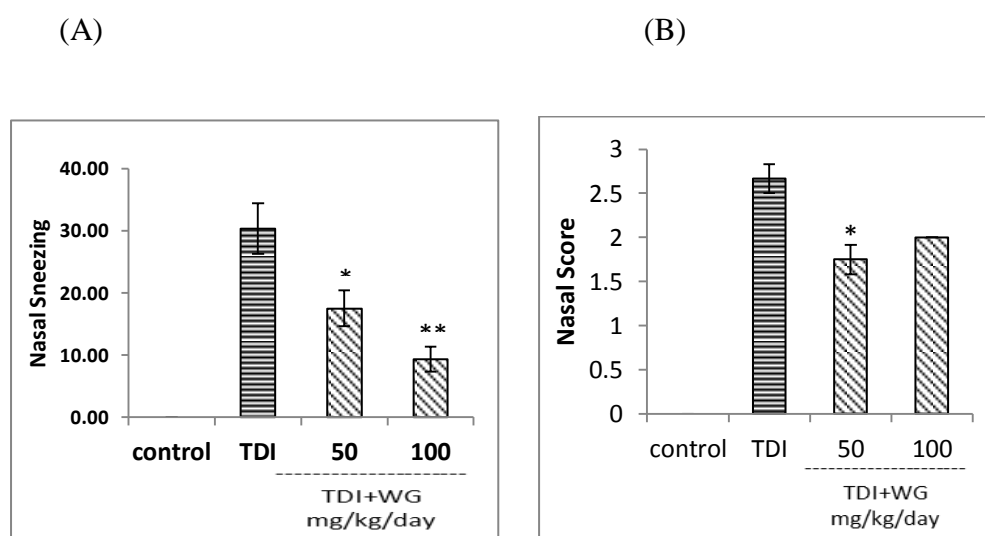 (A)
(B)
Nasal Sneezing
40.00
30.00
20.00
10.00
0.00
*
**
control TDI 50 100
TDI+WG
mg/kg/day
Nasal Score
3
2.5
2
1.5
1
0.5
0
*
control TDI 50 100
TDI+WG
mg/kg/day